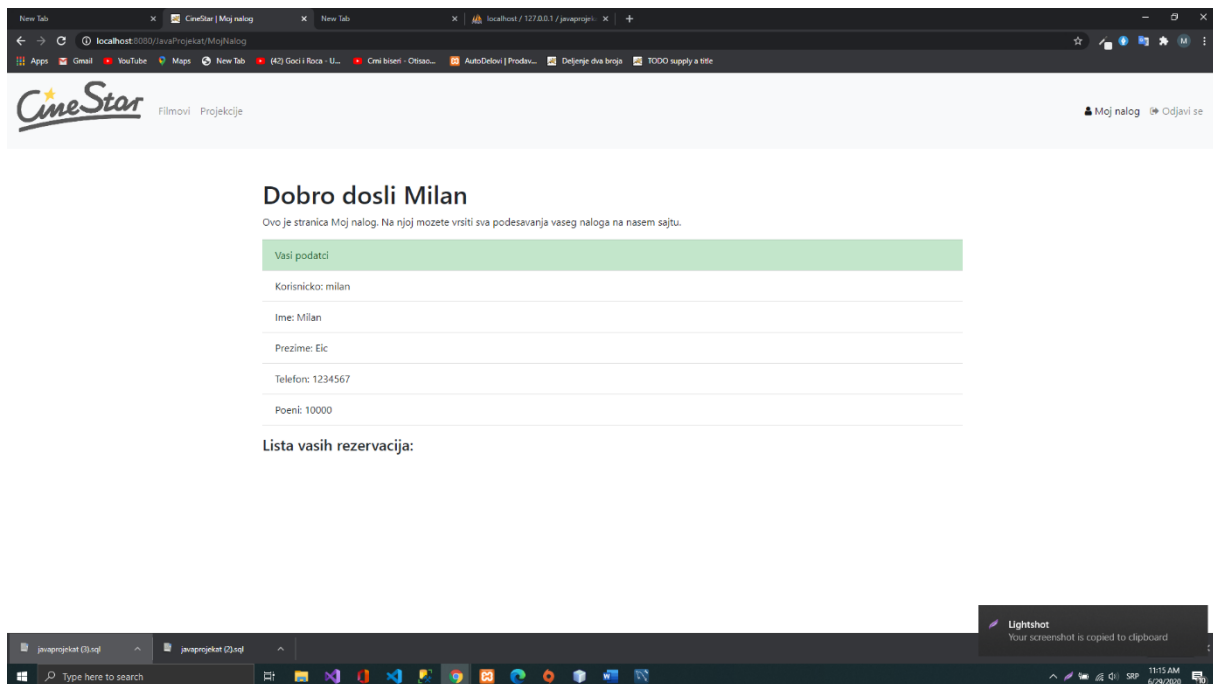 New Tab
CineStar | Moj nalog
New Tab
localhost / 127.0.0.1 / javaprojek
localhost:8080/JavaProjekat/MojNalog
M
Apps
Gmail
YouTube
Maps
New Tab
(42) Goci i Roca - U...
Crni biseri - Otisao...
AutoDelovi | Prodav...
Deljenje dva broja
TODO supply a title
CineStar
Filmovi
Projekcije
Moj nalog
Odjavi se
Dobro dosli Milan
Ovo je stranica Moj nalog. Na njoj mozete vrsiti sva podesavanja vaseg naloga na nasem sajtu.
Vasi podatci
Korisnicko: milan
Ime: Milan
Prezime: Eic
Telefon: 1234567
Poeni: 10000
Lista vasih rezervacija:
Lightshot
Your screenshot is copied to clipboard
javaprojekat (3).sql
javaprojekat (2).sql
Type here to search
SRP
11:15 AM
6/29/2020